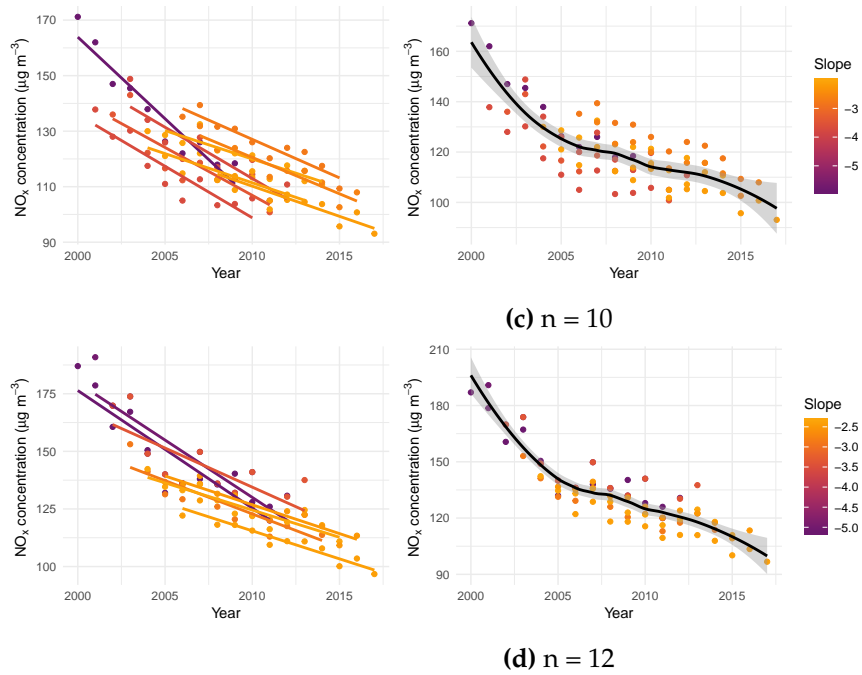 170
150
130
110
90
NOₓ concentration (μg m⁻³)
2000 2005 2010 2015
Year
160
140
120
100
NOₓ concentration (μg m⁻³)
2000 2005 2010 2015
Year
Slope
-3
-4
-5
(c) n = 10
175
150
125
100
NOₓ concentration (μg m⁻³)
2000 2005 2010 2015
Year
210
180
150
120
90
NOₓ concentration (μg m⁻³)
2000 2005 2010 2015
Year
Slope
-2.5
-3.0
-3.5
-4.0
-4.5
-5.0
(d) n = 12